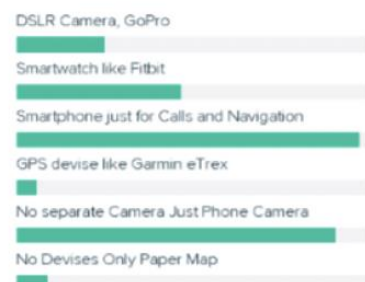 DSLR Camera, GoPro
Smartwatch like Fitbit
Smartphone just for Calls and Navigation
GPS devise like Garmin eTrex
No separate Camera Just Phone Camera
No Devises Only Paper Map